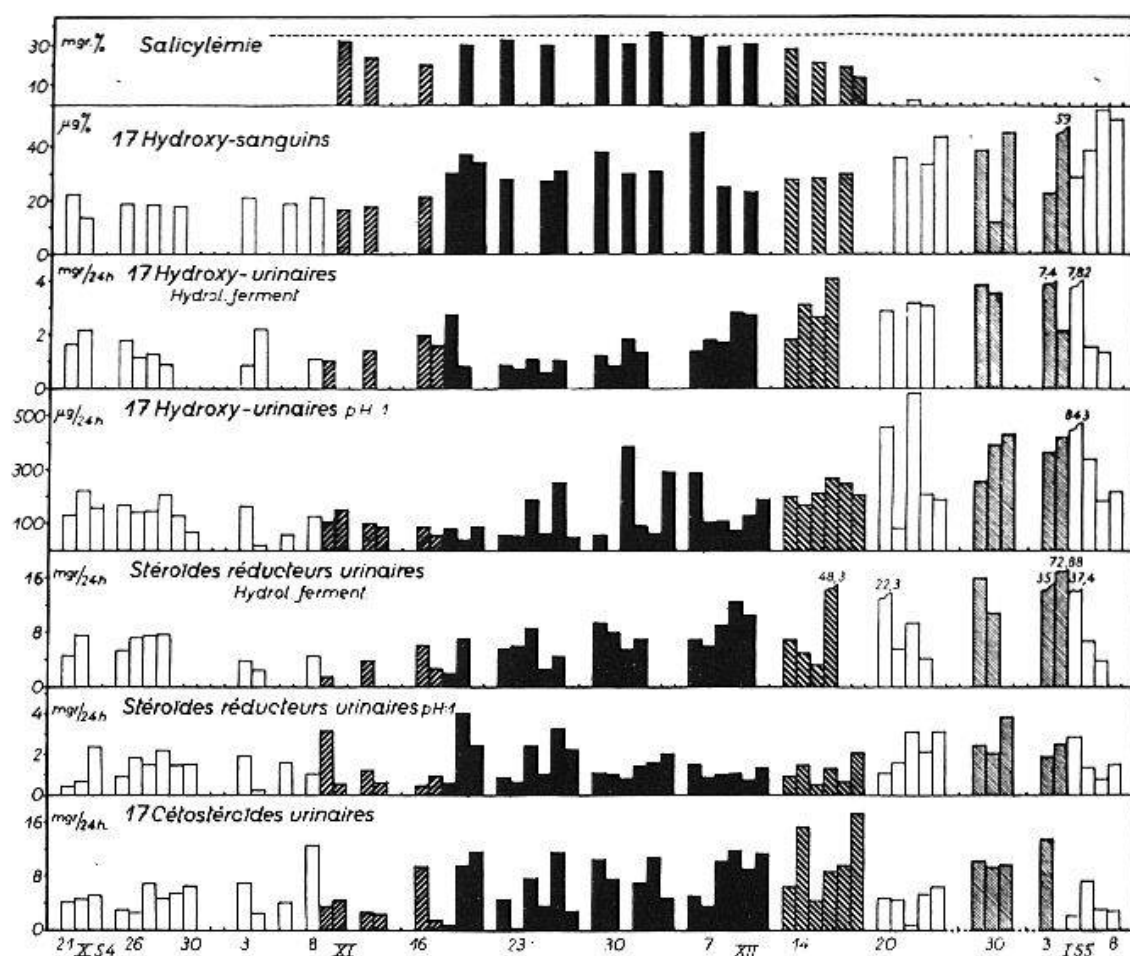 mgr.% Salicylémie
30
10
µg% 17 Hydroxy-sanguins
59
40
20
0
mgr/24h 17 Hydroxy-urinaires
Hydrol. ferment
7,4 7,82
4
2
0
µg/24h 17 Hydroxy-urinaires pH:1
500
843
300
100
mgr/24h Stéroïdes réducteurs urinaires
Hydrol. ferment
48,3 22,3 35 72,88 37,4
16
8
0
mgr/24h Stéroïdes réducteurs urinaires pH:1
4
2
0
mgr/24h. 17 Cétostéroïdes urinaires
16
8
0
21 X.54 26 30 3 8 XI 16 23 30 7 XII 14 20 30 3 I55 8